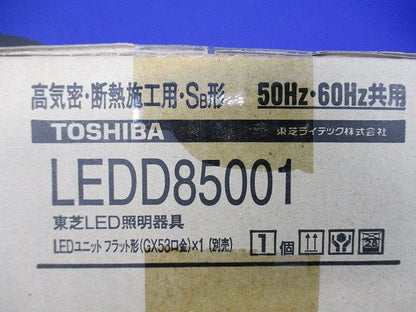 高気密・断熱施工用・SB形 50Hz・60Hz共用
TOSHIBA 東芝ライテック株式会社
LEDD85001
東芝LED照明器具
LEDユニット フラット形(GX53口金)×1 (別売) 1個